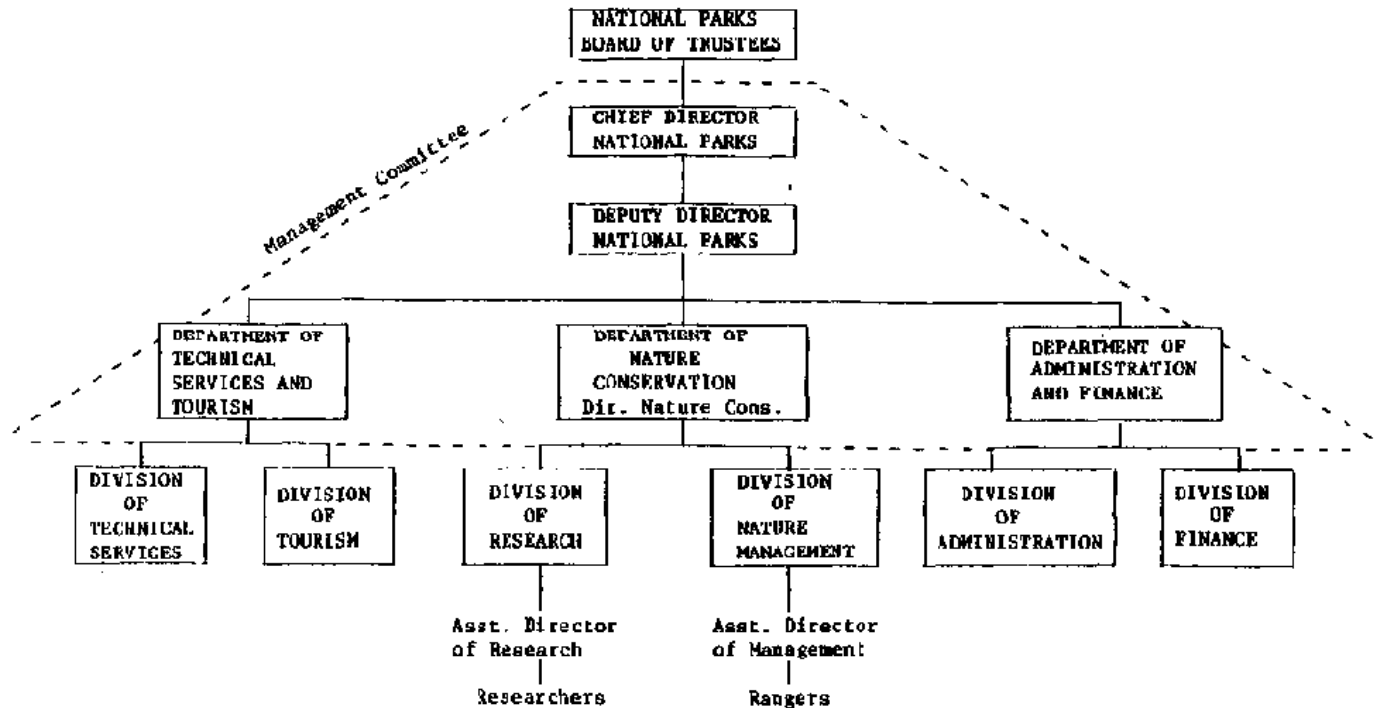 NATIONAL PARKS
BOARD OF TRUSTEES
Management Committee
CHIEF DIRECTOR
NATIONAL PARKS
DEPUTY DIRECTOR
NATIONAL PARKS
DEPARTMENT OF
TECHNICAL
SERVICES AND
TOURISM
DEPARTMENT OF
NATURE
CONSERVATION
Dir. Nature Cons.
DEPARTMENT OF
ADMINISTRATION
AND FINANCE
DIVISION
OF
TECHNICAL
SERVICES
DIVISION
OF
TOURISM
DIVISION
OF
RESEARCH
DIVISION
OF
NATURE
MANAGEMENT
DIVISION
OF
ADMINISTRATION
DIVISION
OF
FINANCE
Asst. Director
of Research
Researchers
Asst. Director
of Management
Rangers